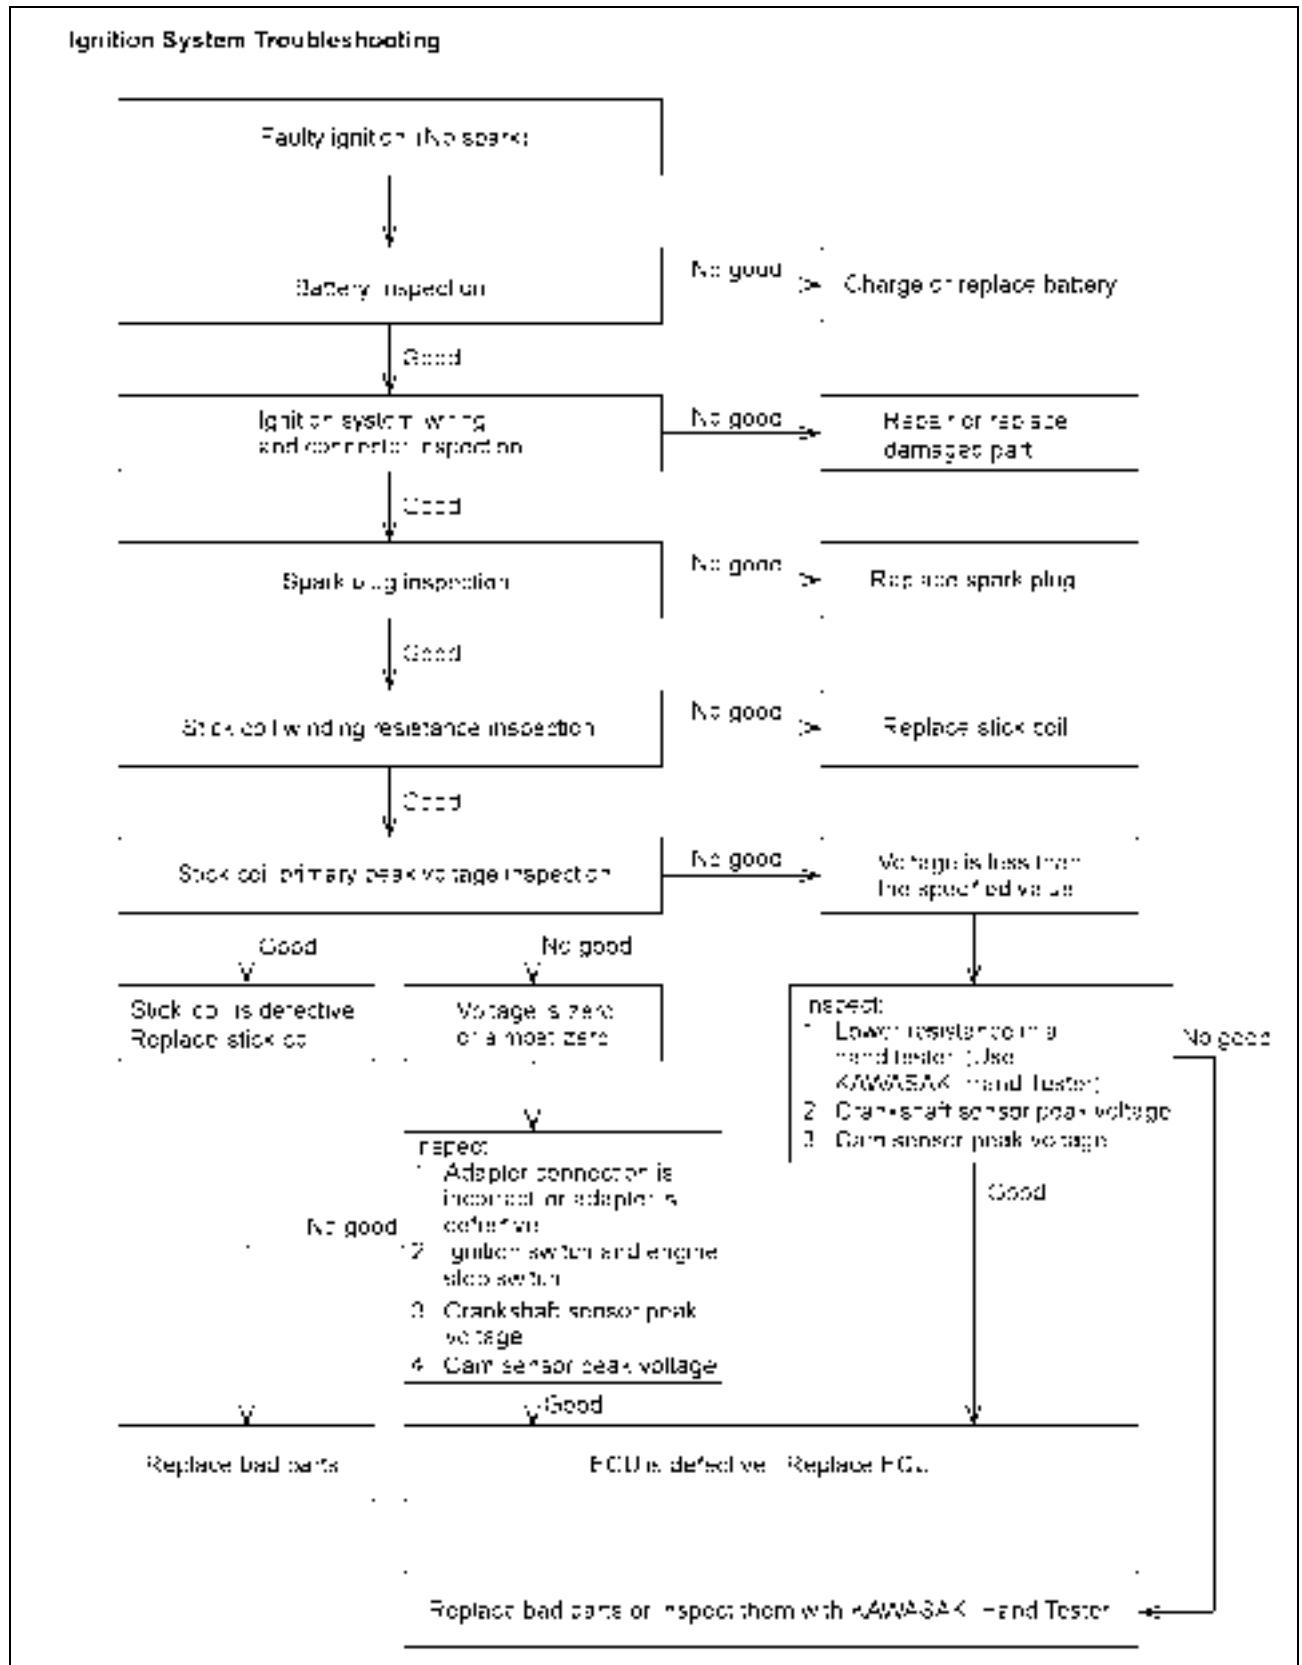 Ignition System Troubleshooting
Faulty ignition (No spark)
Battery inspection
No good
Charge or replace battery
Good
Ignition system wiring
and connector inspection
No good
Repair or replace
damaged part
Good
Spark plug inspection
No good
Replace spark plug
Good
Stick coil winding resistance inspection
No good
Replace stick coil
Good
Stick coil primary peak voltage inspection
No good
Voltage is less than
the specified value
Good
No good
Stick coil is defective
Replace stick coil
Voltage is zero
or almost zero
Inspect:
1 Lower resistance in a
hand tester (Use
KAWASAKI Hand Tester)
2 Crankshaft sensor peak voltage
3 Cam sensor peak voltage
No good
Inspect
1 Adapter connection is
incorrect or adapter is
defective
2 Ignition switch and engine
stop switch
3 Crankshaft sensor peak
voltage
4 Cam sensor peak voltage
No good
Good
Good
Replace bad parts
ECU is defective Replace ECU
Replace bad parts or inspect them with KAWASAKI Hand Tester